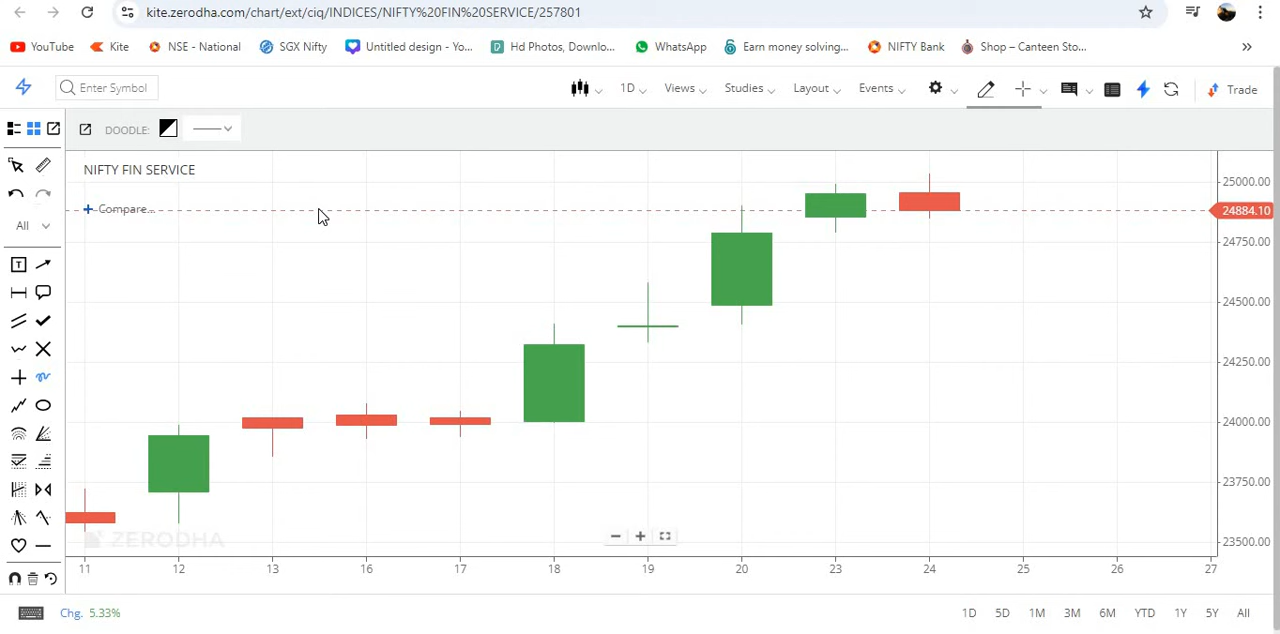 kite.zerodha.com/chart/ext/ciq/INDICES/NIFTY%20FIN%20SERVICE/257801
YouTube Kite NSE - National SGX Nifty Untitled design - Yo... Hd Photos, Downlo... WhatsApp Earn money solving... NIFTY Bank Shop – Canteen Sto... »
Enter Symbol 1D Views Studies Layout Events Trade
DOODLE:
NIFTY FIN SERVICE
Compare...
All
T
25000.00
24884.10
24750.00
24500.00
24250.00
24000.00
23750.00
23500.00
ZERODHA
11 12 13 16 17 18 19 20 23 24 25 26 27
Chg. 5.33% 1D 5D 1M 3M 6M YTD 1Y 5Y All